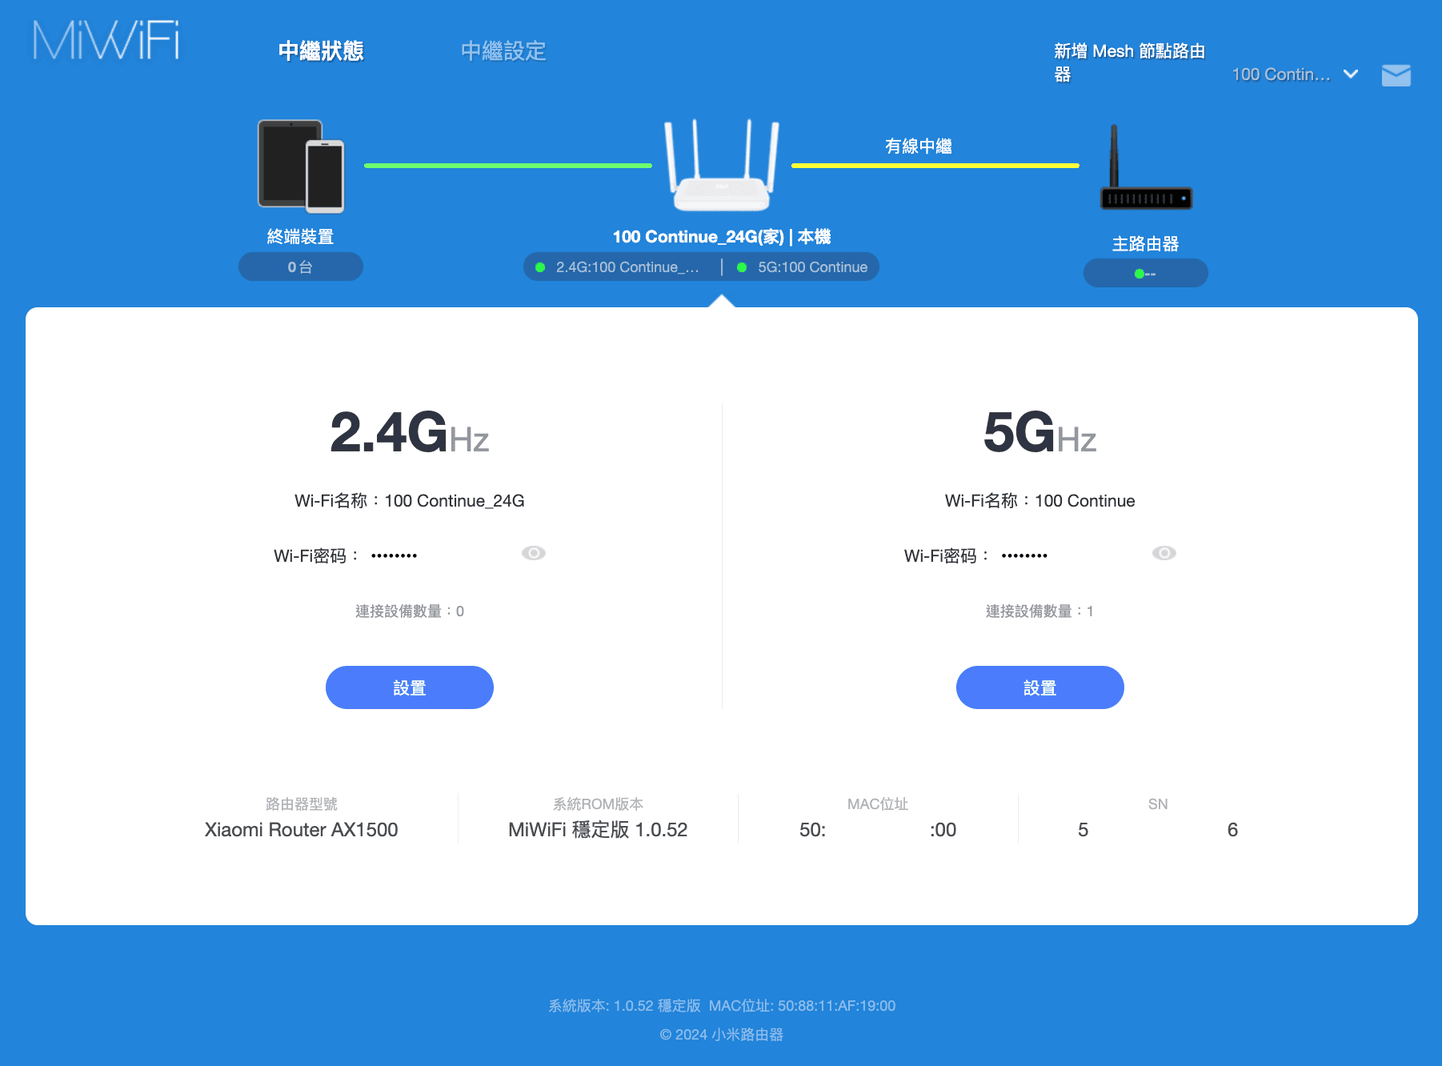 MiWiFi
中繼狀態
中繼設定
新增 Mesh 節點路由
器
100 Contin...
有線中繼
終端裝置
0 台
100 Continue_24G(家) | 本機
2.4G:100 Continue_...
5G:100 Continue
主路由器
--
2.4GHz
Wi-Fi名称：100 Continue_24G
Wi-Fi密码： ••••••••
連接設備數量：0
設置
5GHz
Wi-Fi名称：100 Continue
Wi-Fi密码： ••••••••
連接設備數量：1
設置
路由器型號
Xiaomi Router AX1500
系統ROM版本
MiWiFi 穩定版 1.0.52
MAC位址
50: :00
SN
5 6
系統版本: 1.0.52 穩定版 MAC位址: 50:88:11:AF:19:00
© 2024 小米路由器